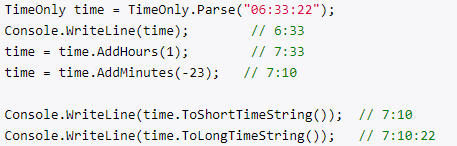 TimeOnly time = TimeOnly.Parse("06:33:22");
Console.WriteLine(time);        // 6:33
time = time.AddHours(1);        // 7:33
time = time.AddMinutes(-23);   // 7:10

Console.WriteLine(time.ToShortTimeString());  // 7:10
Console.WriteLine(time.ToLongTimeString());   // 7:10:22